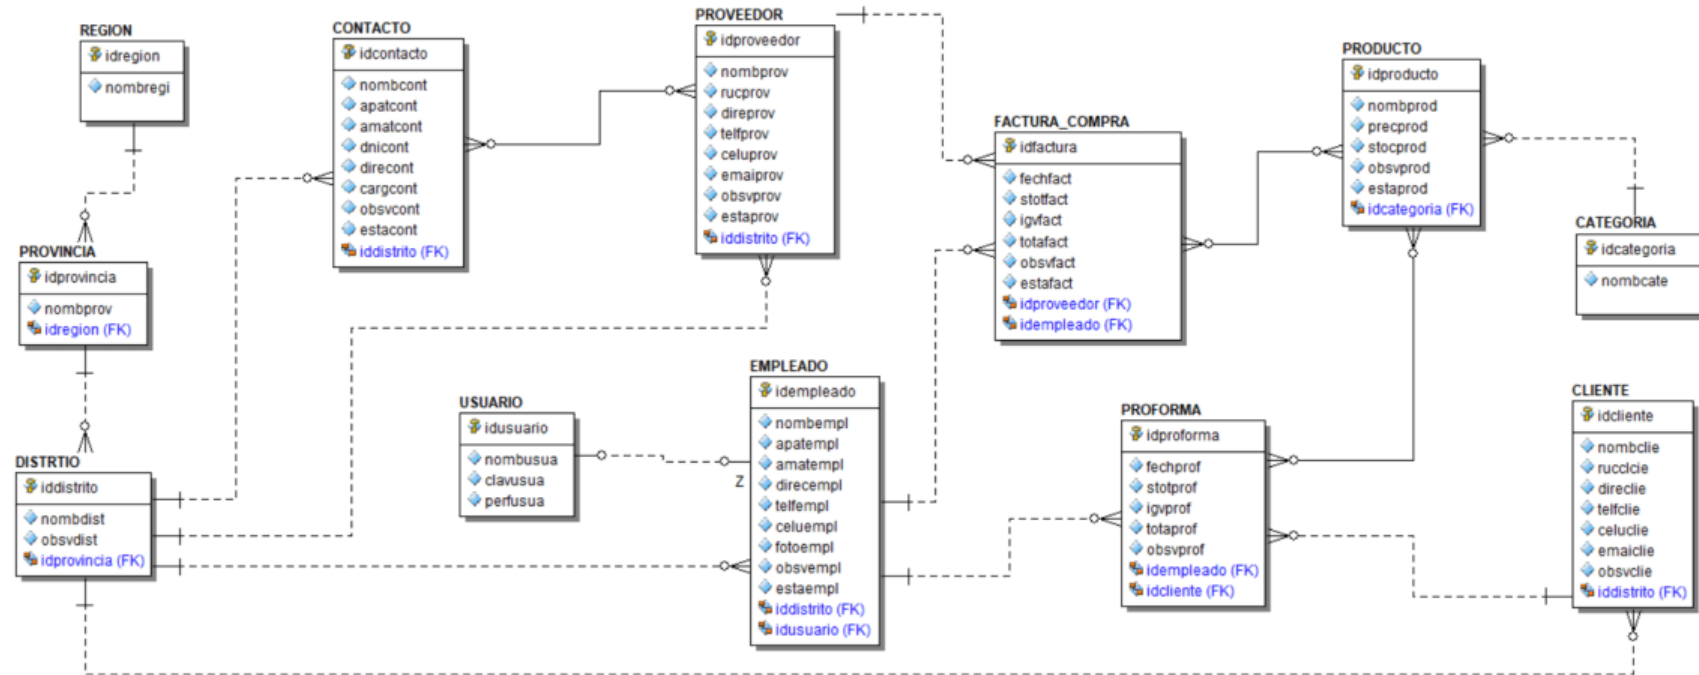 REGION
idregion
nombregi
CONTACTO
idcontacto
nombcont
apatcont
amatcont
dnicont
direcont
cargcont
obsvcont
estacont
iddistrito (FK)
PROVEEDOR
idproveedor
nombprov
rucprov
direprov
telfprov
celuprov
emaiprov
obsvprov
estaprov
iddistrito (FK)
FACTURA_COMPRA
idfactura
fechfact
stotfact
igvfact
totafact
obsvfact
estafact
idproveedor (FK)
idempleado (FK)
PRODUCTO
idproducto
nombprod
precprod
stocprod
obsvprod
estaprod
idcategoria (FK)
CATEGORIA
idcategoria
nombcate
PROVINCIA
idprovincia
nombprov
idregion (FK)
DISTRTIO
iddistrito
nombdist
obsvdist
idprovincia (FK)
USUARIO
idusuario
nombusua
clavusua
perfusua
EMPLEADO
idempleado
nombempl
apatempl
amatempl
direcempl
telfempl
celuempl
fotoempl
obsvempl
estaempl
iddistrito (FK)
idusuario (FK)
Z
PROFORMA
idproforma
fechprof
stotprof
igvprof
totaprof
obsvprof
idempleado (FK)
idcliente (FK)
CLIENTE
idcliente
nombclie
rucclcie
direclie
telfclie
celuclie
emaiclie
obsvclie
iddistrito (FK)